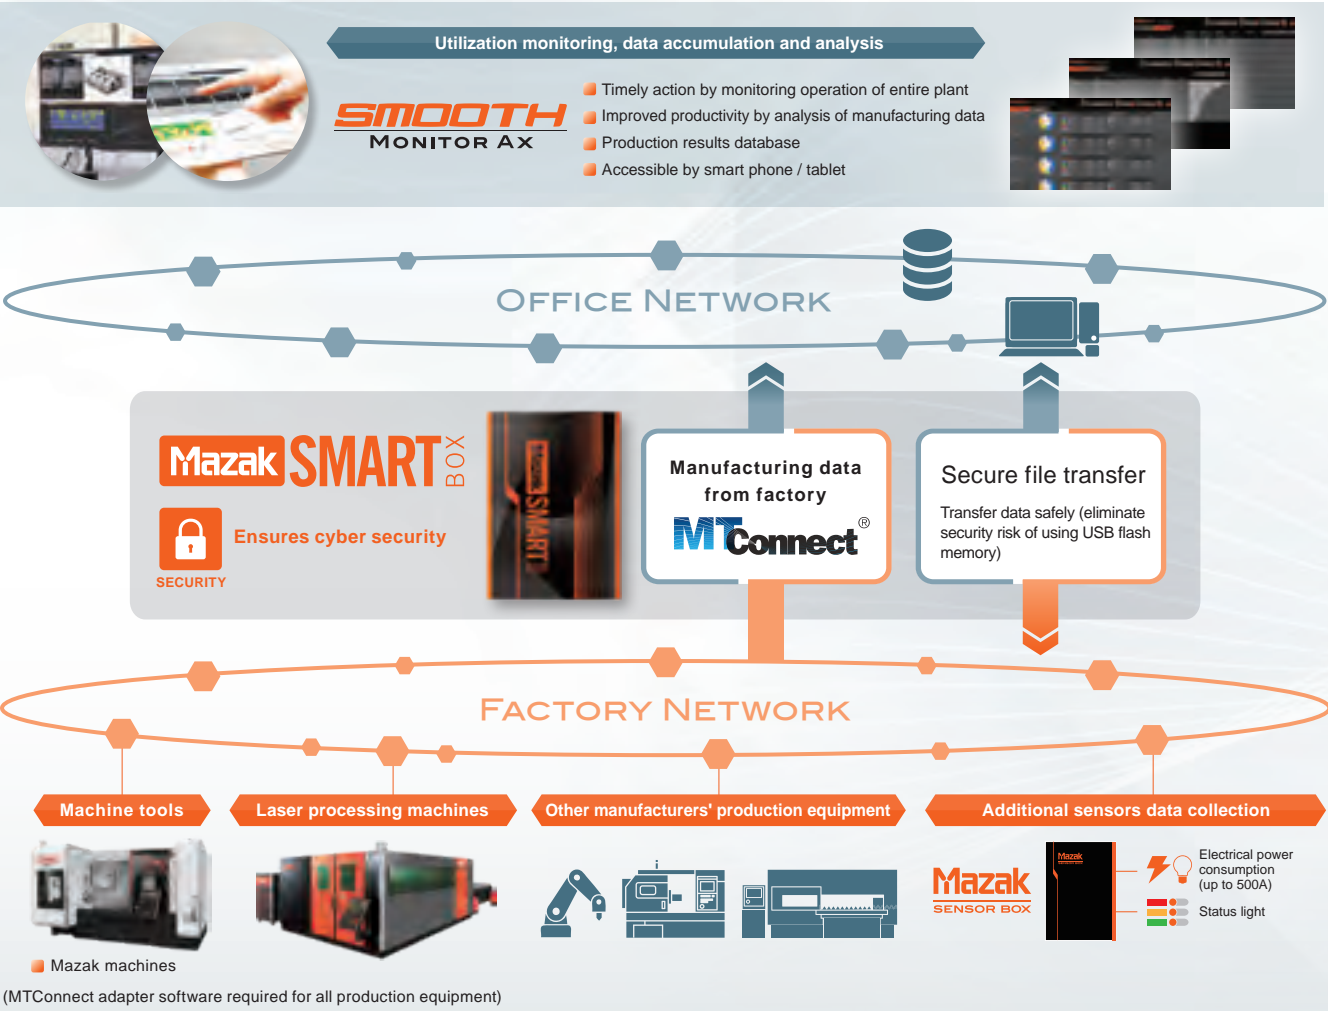 Utilization monitoring, data accumulation and analysis
SMOOTH
MONITOR AX
Timely action by monitoring operation of entire plant
Improved productivity by analysis of manufacturing data
Production results database
Accessible by smart phone / tablet
OFFICE NETWORK
Mazak SMART BOX
Ensures cyber security
SECURITY
Mazak SMART
Manufacturing data
from factory
MTConnect®
Secure file transfer
Transfer data safely (eliminate
security risk of using USB flash
memory)
FACTORY NETWORK
Machine tools
Laser processing machines
Other manufacturers' production equipment
Additional sensors data collection
Mazak
SENSOR BOX
Mazak
Electrical power
consumption
(up to 500A)
Status light
Mazak machines
(MTConnect adapter software required for all production equipment)